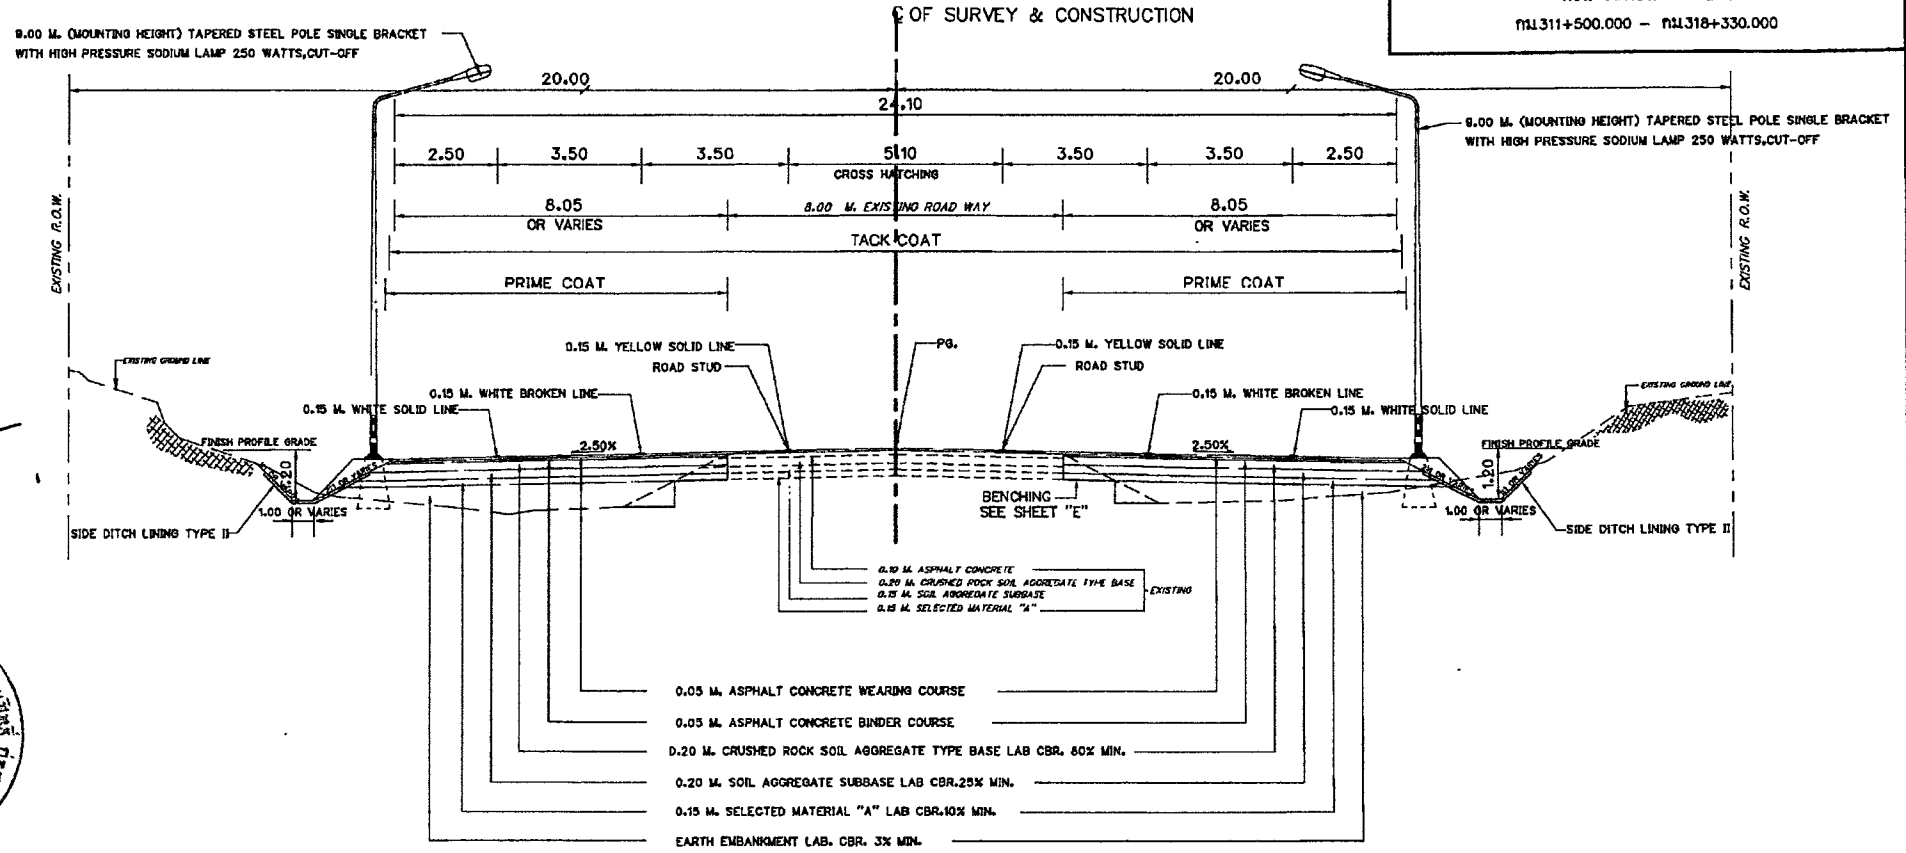 ℄ OF SURVEY & CONSTRUCTION
กม.311+500.000 - กม.318+330.000
9.00 M. (MOUNTING HEIGHT) TAPERED STEEL POLE SINGLE BRACKET
WITH HIGH PRESSURE SODIUM LAMP 250 WATTS,CUT-OFF
20.00
20.00
24.10
9.00 M. (MOUNTING HEIGHT) TAPERED STEEL POLE SINGLE BRACKET
WITH HIGH PRESSURE SODIUM LAMP 250 WATTS,CUT-OFF
2.50
3.50
3.50
5.10
3.50
3.50
2.50
CROSS HATCHING
EXISTING R.O.W.
EXISTING R.O.W.
8.05
OR VARIES
8.00 M. EXISTING ROAD WAY
8.05
OR VARIES
TACK COAT
PRIME COAT
PRIME COAT
0.15 M. YELLOW SOLID LINE
PG.
0.15 M. YELLOW SOLID LINE
ROAD STUD
ROAD STUD
EXISTING GROUND LINE
EXISTING GROUND LINE
0.15 M. WHITE BROKEN LINE
0.15 M. WHITE BROKEN LINE
0.15 M. WHITE SOLID LINE
0.15 M. WHITE SOLID LINE
FINISH PROFILE GRADE
2.50%
2.50%
FINISH PROFILE GRADE
1.20
1.20
2:1 OR VARIES
2:1 OR VARIES
1:1 OR VARIES
1.00 OR VARIES
1.00 OR VARIES
BENCHING
SEE SHEET "E"
SIDE DITCH LINING TYPE II
SIDE DITCH LINING TYPE II
0.10 M. ASPHALT CONCRETE
0.20 M. CRUSHED ROCK SOIL AGGREGATE TYPE BASE
0.15 M. SOIL AGGREGATE SUBBASE
0.15 M. SELECTED MATERIAL "A"
EXISTING
0.05 M. ASPHALT CONCRETE WEARING COURSE
0.05 M. ASPHALT CONCRETE BINDER COURSE
0.20 M. CRUSHED ROCK SOIL AGGREGATE TYPE BASE LAB CBR. 80% MIN.
0.20 M. SOIL AGGREGATE SUBBASE LAB CBR.25% MIN.
0.15 M. SELECTED MATERIAL "A" LAB CBR.10% MIN.
EARTH EMBANKMENT LAB. CBR. 3% MIN.